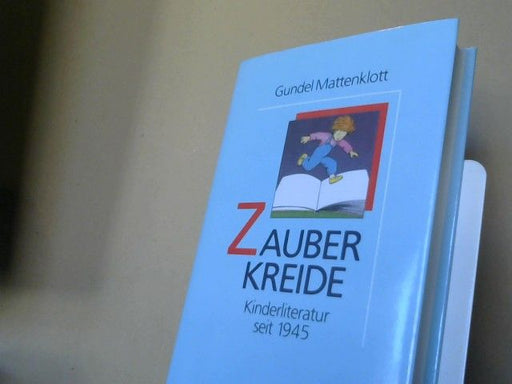 Gundel Mattenklott
ZAUBER
KREIDE
Kinderliteratur
seit 1945